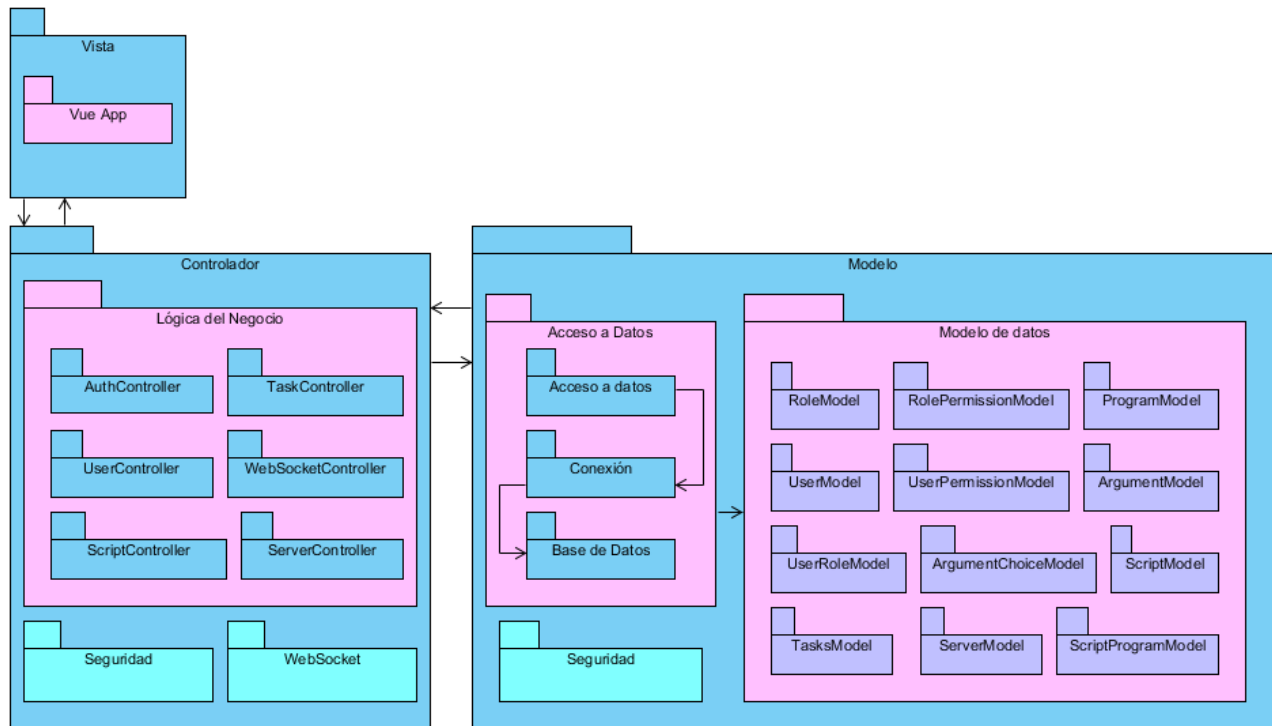 Vista
Vue App
Controlador
Lógica del Negocio
AuthController
TaskController
UserController
WebSocketController
ScriptController
ServerController
Seguridad
WebSocket
Modelo
Acceso a Datos
Acceso a datos
Conexión
Base de Datos
Seguridad
Modelo de datos
RoleModel
RolePermissionModel
ProgramModel
UserModel
UserPermissionModel
ArgumentModel
UserRoleModel
ArgumentChoiceModel
ScriptModel
TasksModel
ServerModel
ScriptProgramModel